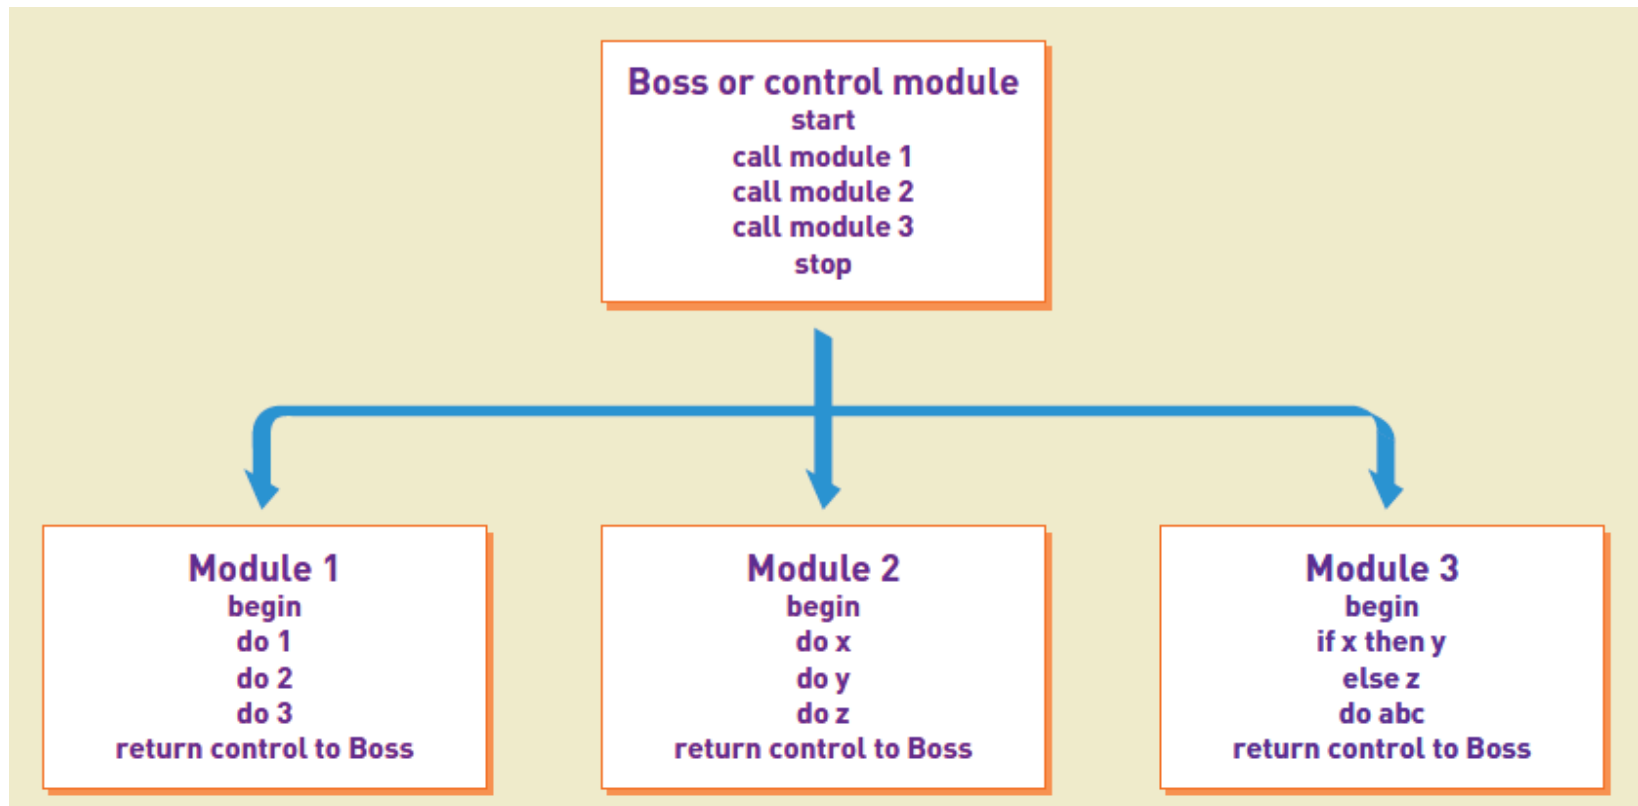 Boss or control module
start
call module 1
call module 2
call module 3
stop
Module 1
begin
do 1
do 2
do 3
return control to Boss
Module 2
begin
do x
do y
do z
return control to Boss
Module 3
begin
if x then y
else z
do abc
return control to Boss